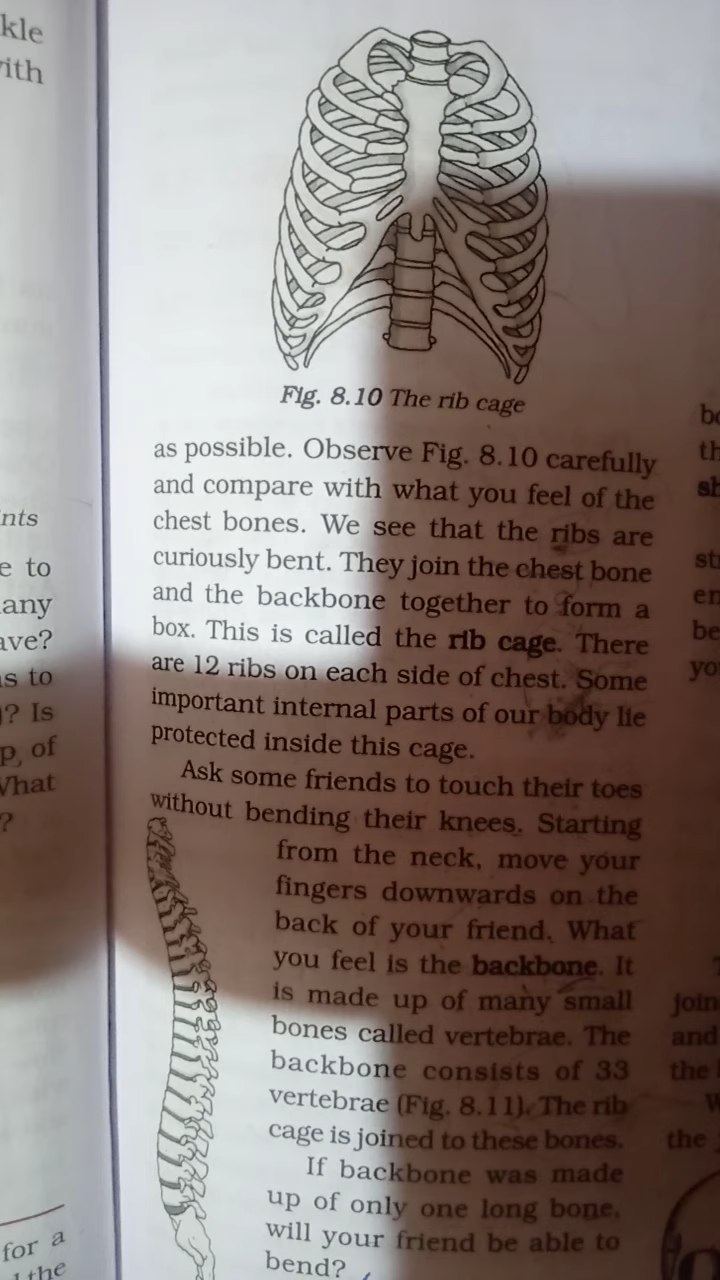 kle
ith
nts
e to
any
ave?
s to
)? Is
p, of
What
?
for a
the
Fig. 8.10 The rib cage
as possible. Observe Fig. 8.10 carefully
and compare with what you feel of the
chest bones. We see that the ribs are
curiously bent. They join the chest bone
and the backbone together to form a
box. This is called the rib cage. There
are 12 ribs on each side of chest. Some
important internal parts of our body lie
protected inside this cage.
Ask some friends to touch their toes
without bending their knees. Starting
from the neck, move your
fingers downwards on the
back of your friend. What
you feel is the backbone. It
is made up of many small
bones called vertebrae. The
backbone consists of 33
vertebrae (Fig. 8.11). The rib
cage is joined to these bones.
If backbone was made
up of only one long bone,
will your friend be able to
bend?
bo
th
sh
st
en
be
yo
join
and
the
W
the